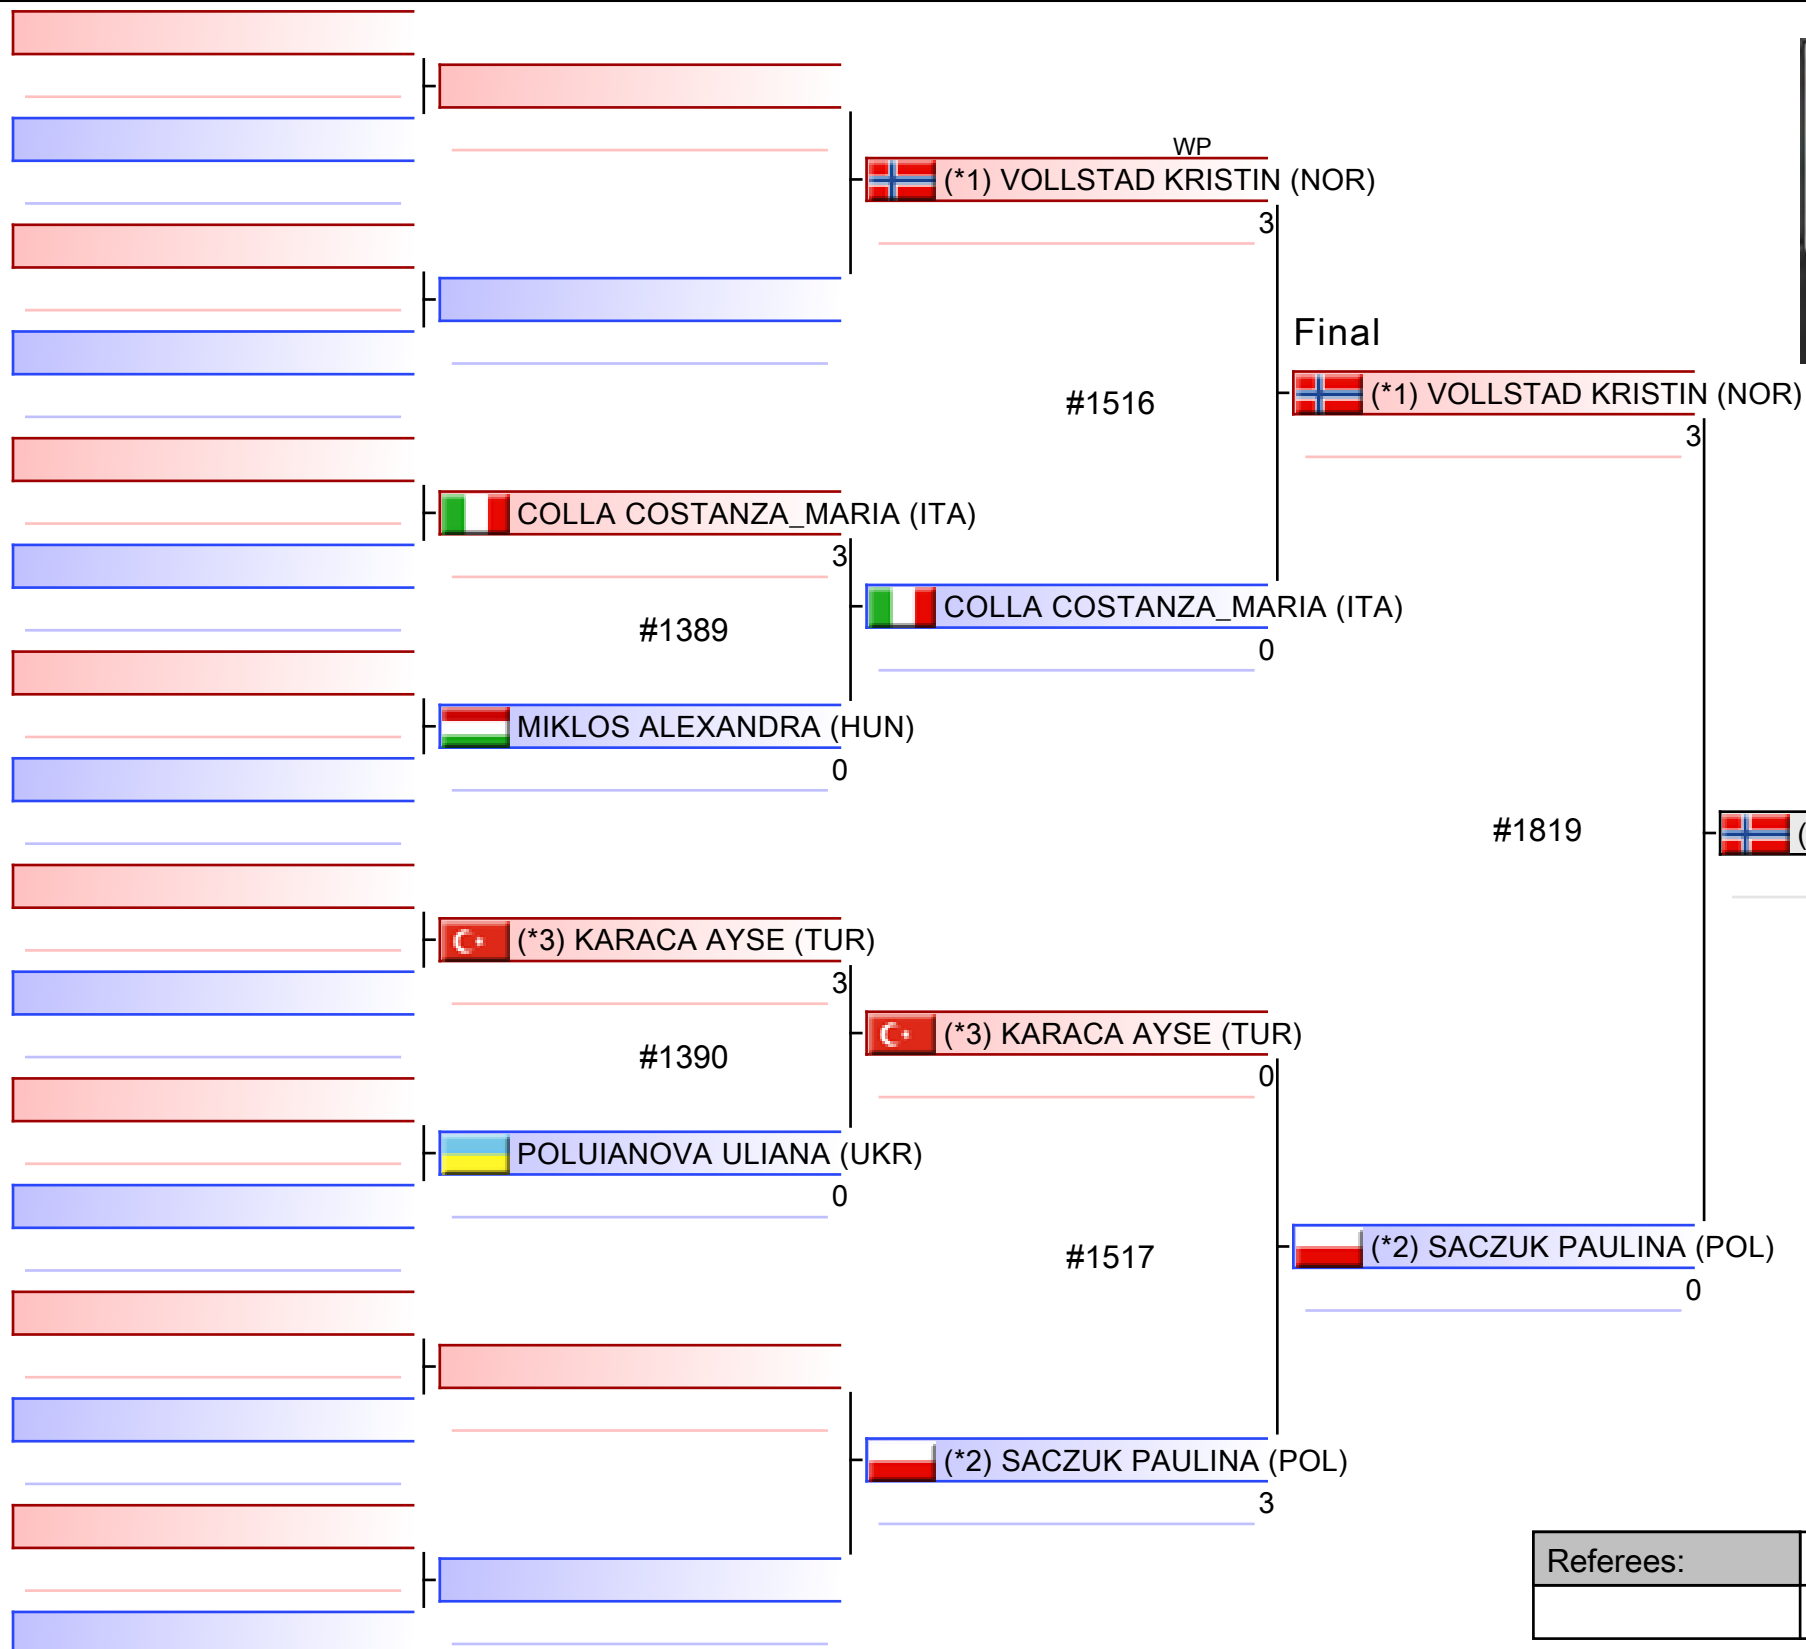 WP
(*1) VOLLSTAD KRISTIN (NOR)
3
Final
#1516
(*1) VOLLSTAD KRISTIN (NOR)
3
COLLA COSTANZA_MARIA (ITA)
3
COLLA COSTANZA_MARIA (ITA)
0
#1389
MIKLOS ALEXANDRA (HUN)
0
#1819
(
(*3) KARACA AYSE (TUR)
3
(*3) KARACA AYSE (TUR)
0
#1390
POLUIANOVA ULIANA (UKR)
0
#1517
(*2) SACZUK PAULINA (POL)
0
(*2) SACZUK PAULINA (POL)
3
Referees: